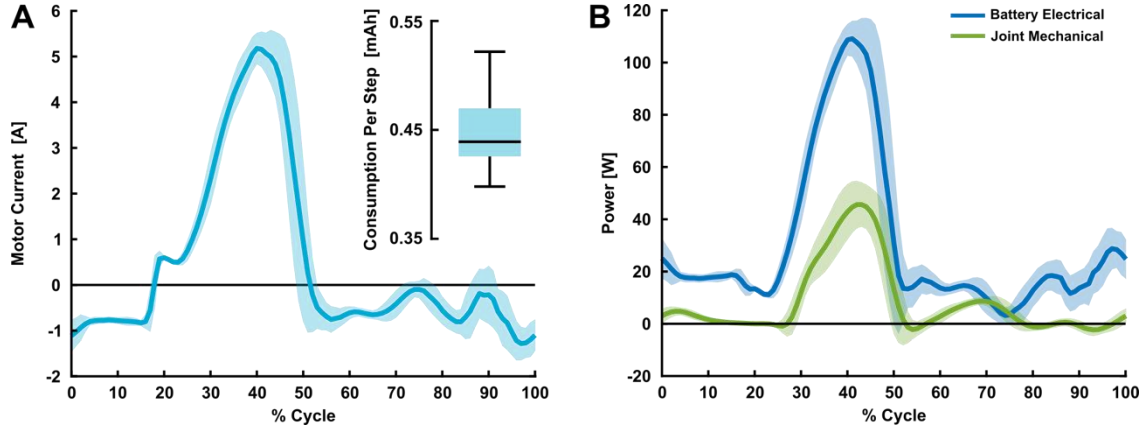 A
Motor Current [A]
6
5
4
3
2
1
0
-1
-2
0 10 20 30 40 50 60 70 80 90 100
% Cycle
Consumption Per Step [mAh]
0.55
0.45
0.35
B
Battery Electrical
Joint Mechanical
Power [W]
120
100
80
60
40
20
0
-20
0 10 20 30 40 50 60 70 80 90 100
% Cycle